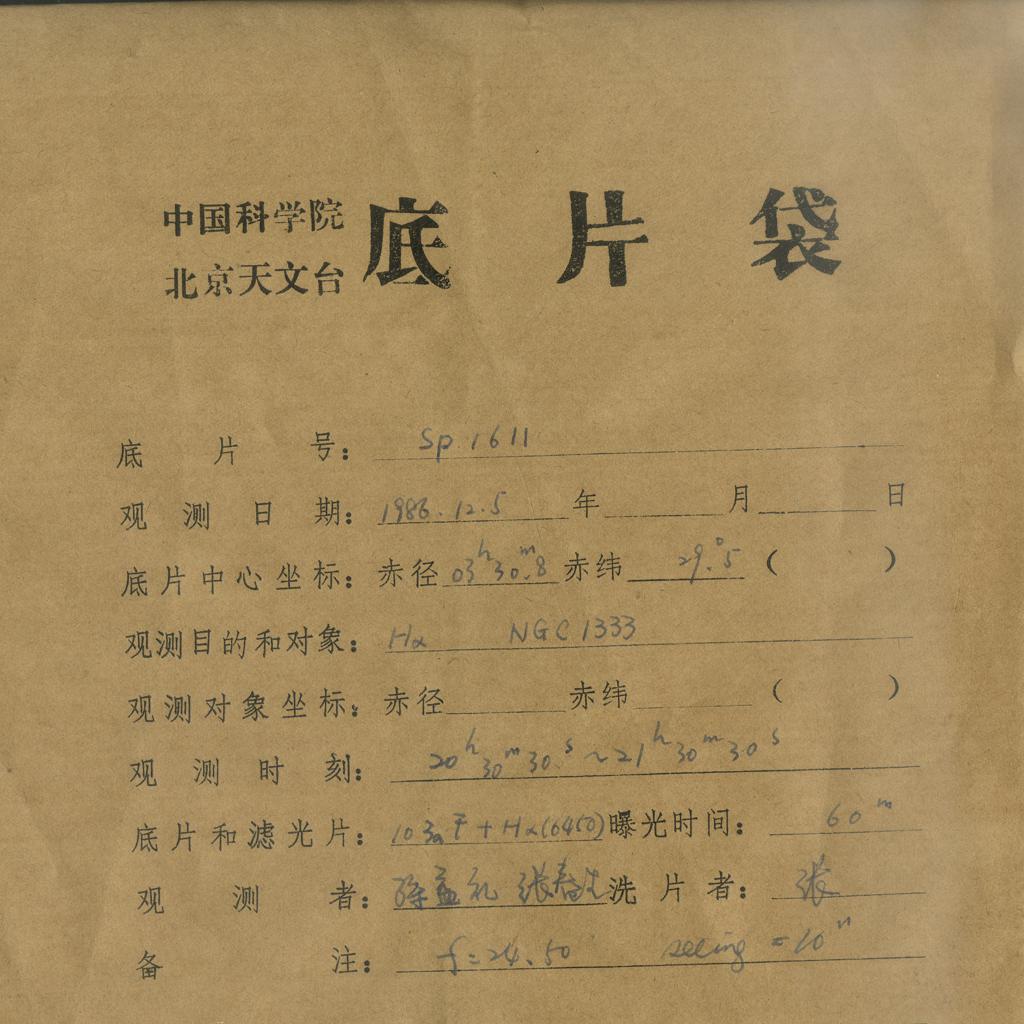 中国科学院
北京天文台
底片袋
底片号: Sp.1611
观测日期: 1986.12.5 年 月 日
底片中心坐标: 赤径 03h30m.8 赤纬 29°.5 ( )
观测目的和对象: Hα NGC1333
观测对象坐标: 赤径 赤纬 ( )
观测时刻: 20h30m30s~21h30m30s
底片和滤光片: 103aF+Hα(6450) 曝光时间: 60m
观测者: 张春生 洗片者: 张
备注: f=24.50 seeing=10"